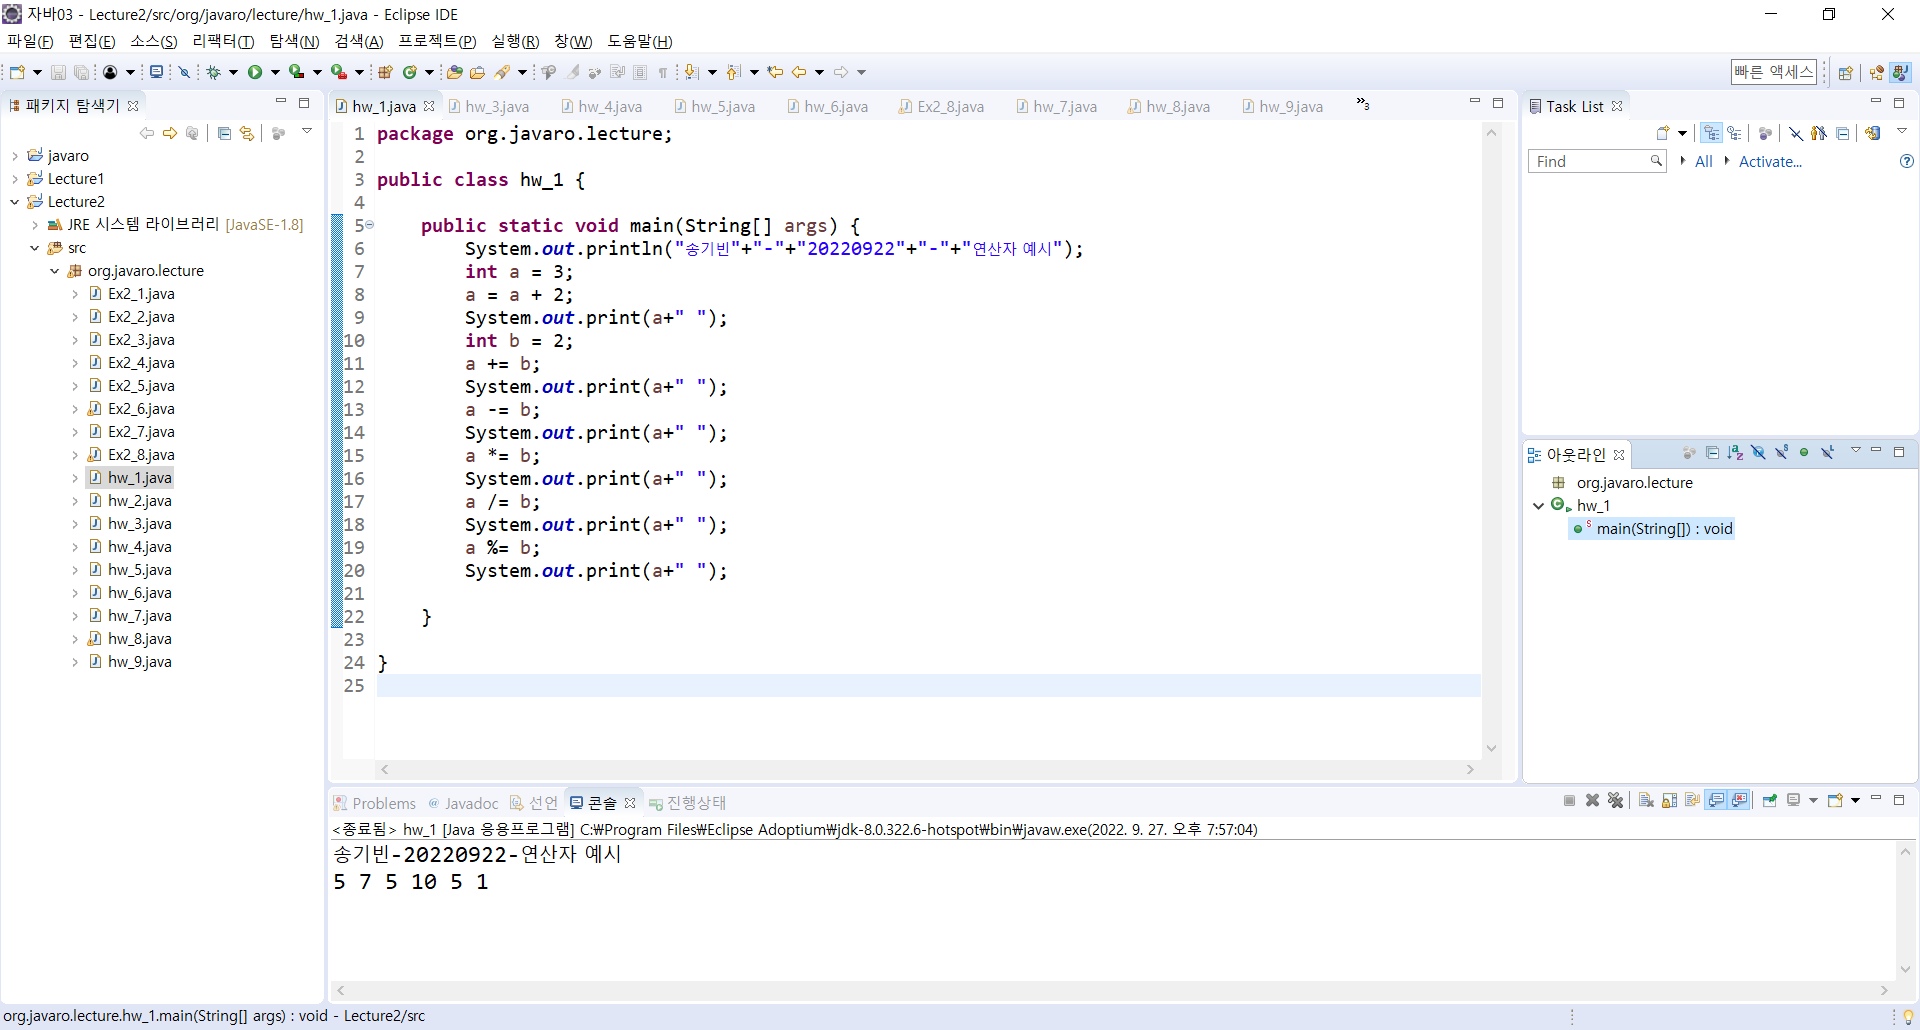 자바03 - Lecture2/src/org/javaro/lecture/hw_1.java - Eclipse IDE
파일(F) 편집(E) 소스(S) 리팩터(T) 탐색(N) 검색(A) 프로젝트(P) 실행(R) 창(W) 도움말(H)
빠른 액세스
패키지 탐색기
javaro
Lecture1
Lecture2
JRE 시스템 라이브러리 [JavaSE-1.8]
src
org.javaro.lecture
Ex2_1.java
Ex2_2.java
Ex2_3.java
Ex2_4.java
Ex2_5.java
Ex2_6.java
Ex2_7.java
Ex2_8.java
hw_1.java
hw_2.java
hw_3.java
hw_4.java
hw_5.java
hw_6.java
hw_7.java
hw_8.java
hw_9.java
hw_1.java hw_3.java hw_4.java hw_5.java hw_6.java Ex2_8.java hw_7.java hw_8.java hw_9.java »3
1 package org.javaro.lecture;
2
3 public class hw_1 {
4
5 public static void main(String[] args) {
6 System.out.println("송기빈"+"-"+"20220922"+"-"+"연산자 예시");
7 int a = 3;
8 a = a + 2;
9 System.out.print(a+" ");
10 int b = 2;
11 a += b;
12 System.out.print(a+" ");
13 a -= b;
14 System.out.print(a+" ");
15 a *= b;
16 System.out.print(a+" ");
17 a /= b;
18 System.out.print(a+" ");
19 a %= b;
20 System.out.print(a+" ");
21
22 }
23
24 }
25
Task List
Find All Activate...
아웃라인
org.javaro.lecture
hw_1
main(String[]) : void
Problems @ Javadoc 선언 콘솔 진행상태
<종료됨> hw_1 [Java 응용프로그램] C:₩Program Files₩Eclipse Adoptium₩jdk-8.0.322.6-hotspot₩bin₩javaw.exe(2022. 9. 27. 오후 7:57:04)
송기빈-20220922-연산자 예시
5 7 5 10 5 1
org.javaro.lecture.hw_1.main(String[] args) : void - Lecture2/src